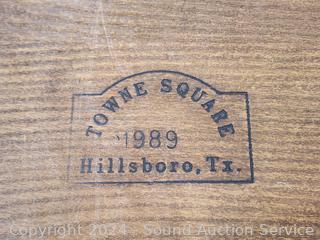 TOWNE SQUARE
1989
Hillsboro, Tx.
Copyright 2024 - Sound Auction Service